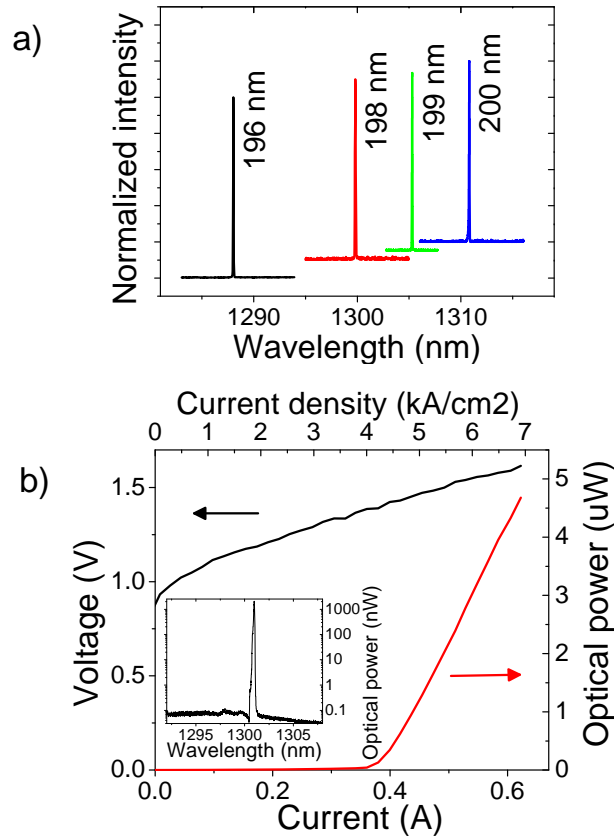 a)
Normalized intensity
196 nm
198 nm
199 nm
200 nm
1290 1300 1310
Wavelength (nm)
b)
Current density (kA/cm2)
0 1 2 3 4 5 6 7
Voltage (V)
1.5
1.0
0.5
0.0
Optical power (nW)
1000
100
10
1
0.1
1295 1300 1305
Wavelength (nm)
5
4
3
2
1
0
Optical power (uW)
0.0 0.2 0.4 0.6
Current (A)